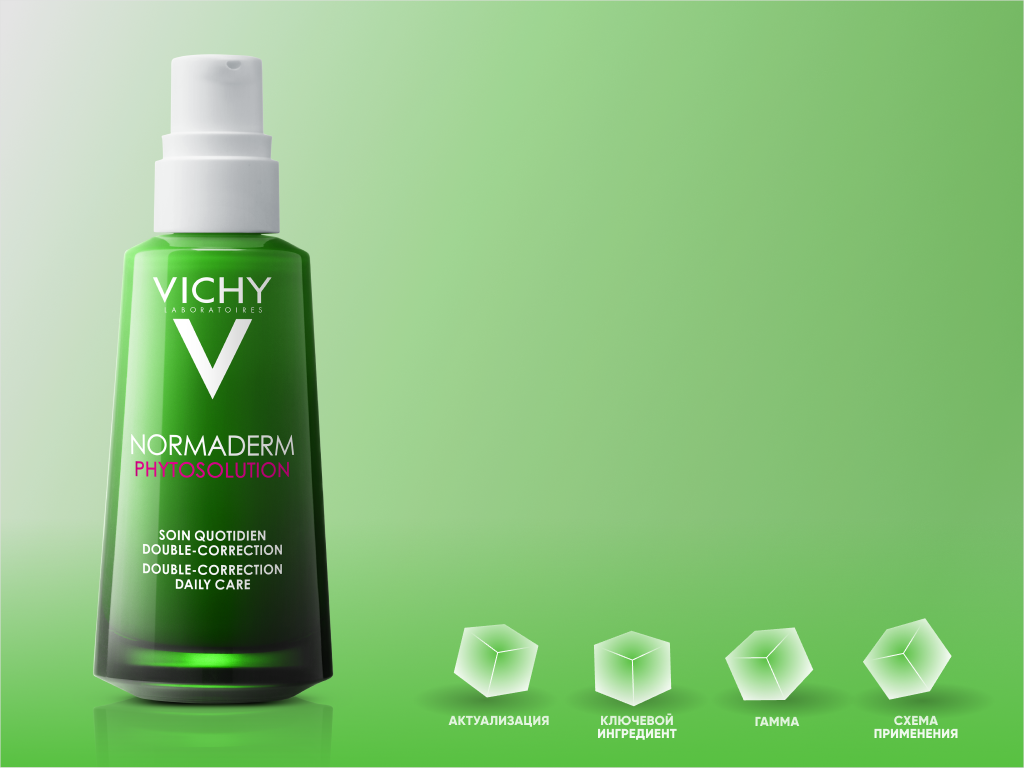 VICHY
LABORATOIRES
NORMADERM
PHYTOSOLUTION
SOIN QUOTIDIEN
DOUBLE-CORRECTION
DOUBLE-CORRECTION
DAILY CARE
АКТУАЛИЗАЦИЯ
КЛЮЧЕВОЙ
ИНГРЕДИЕНТ
ГАММА
СХЕМА
ПРИМЕНЕНИЯ